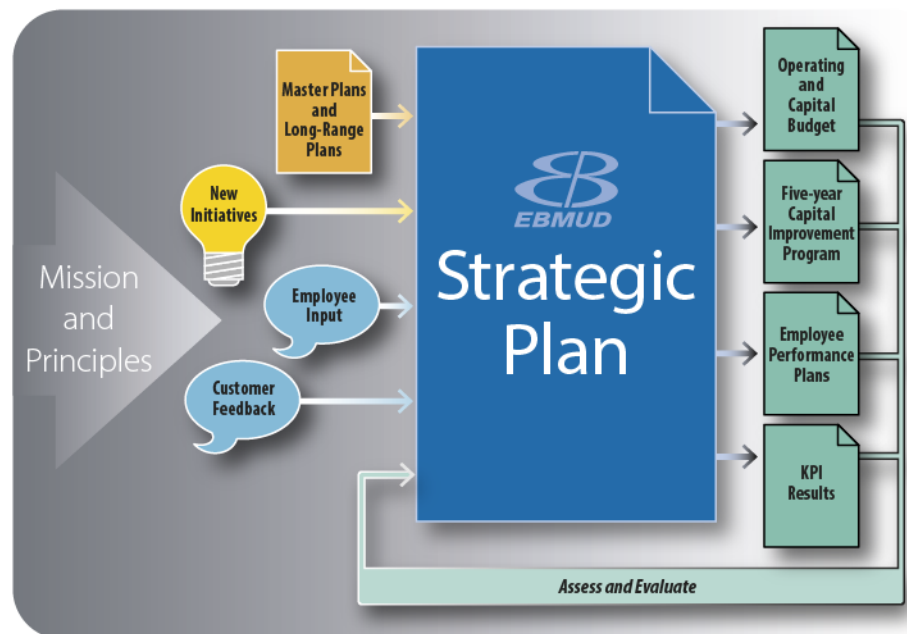 Mission
and
Principles
Master Plans
and
Long-Range
Plans
New
Initiatives
Employee
Input
Customer
Feedback
EBMUD
Strategic
Plan
Operating
and
Capital
Budget
Five-year
Capital
Improvement
Program
Employee
Performance
Plans
KPI
Results
Assess and Evaluate